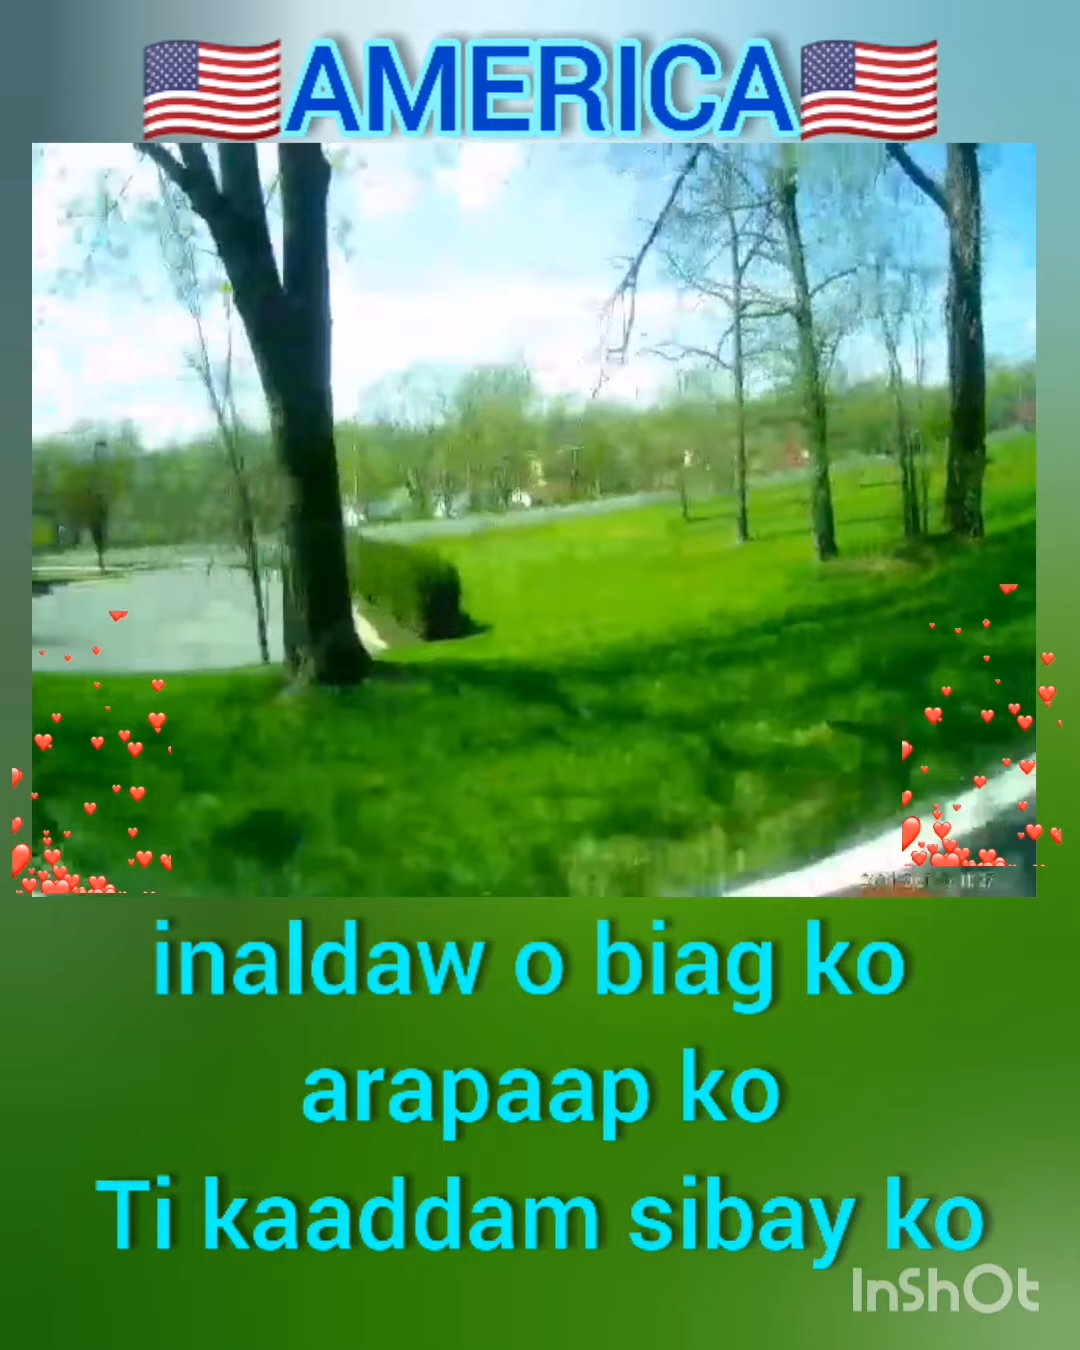 AMERICA
inaldaw o biag ko
arapaap ko
Ti kaaddam sibay ko
InShOt